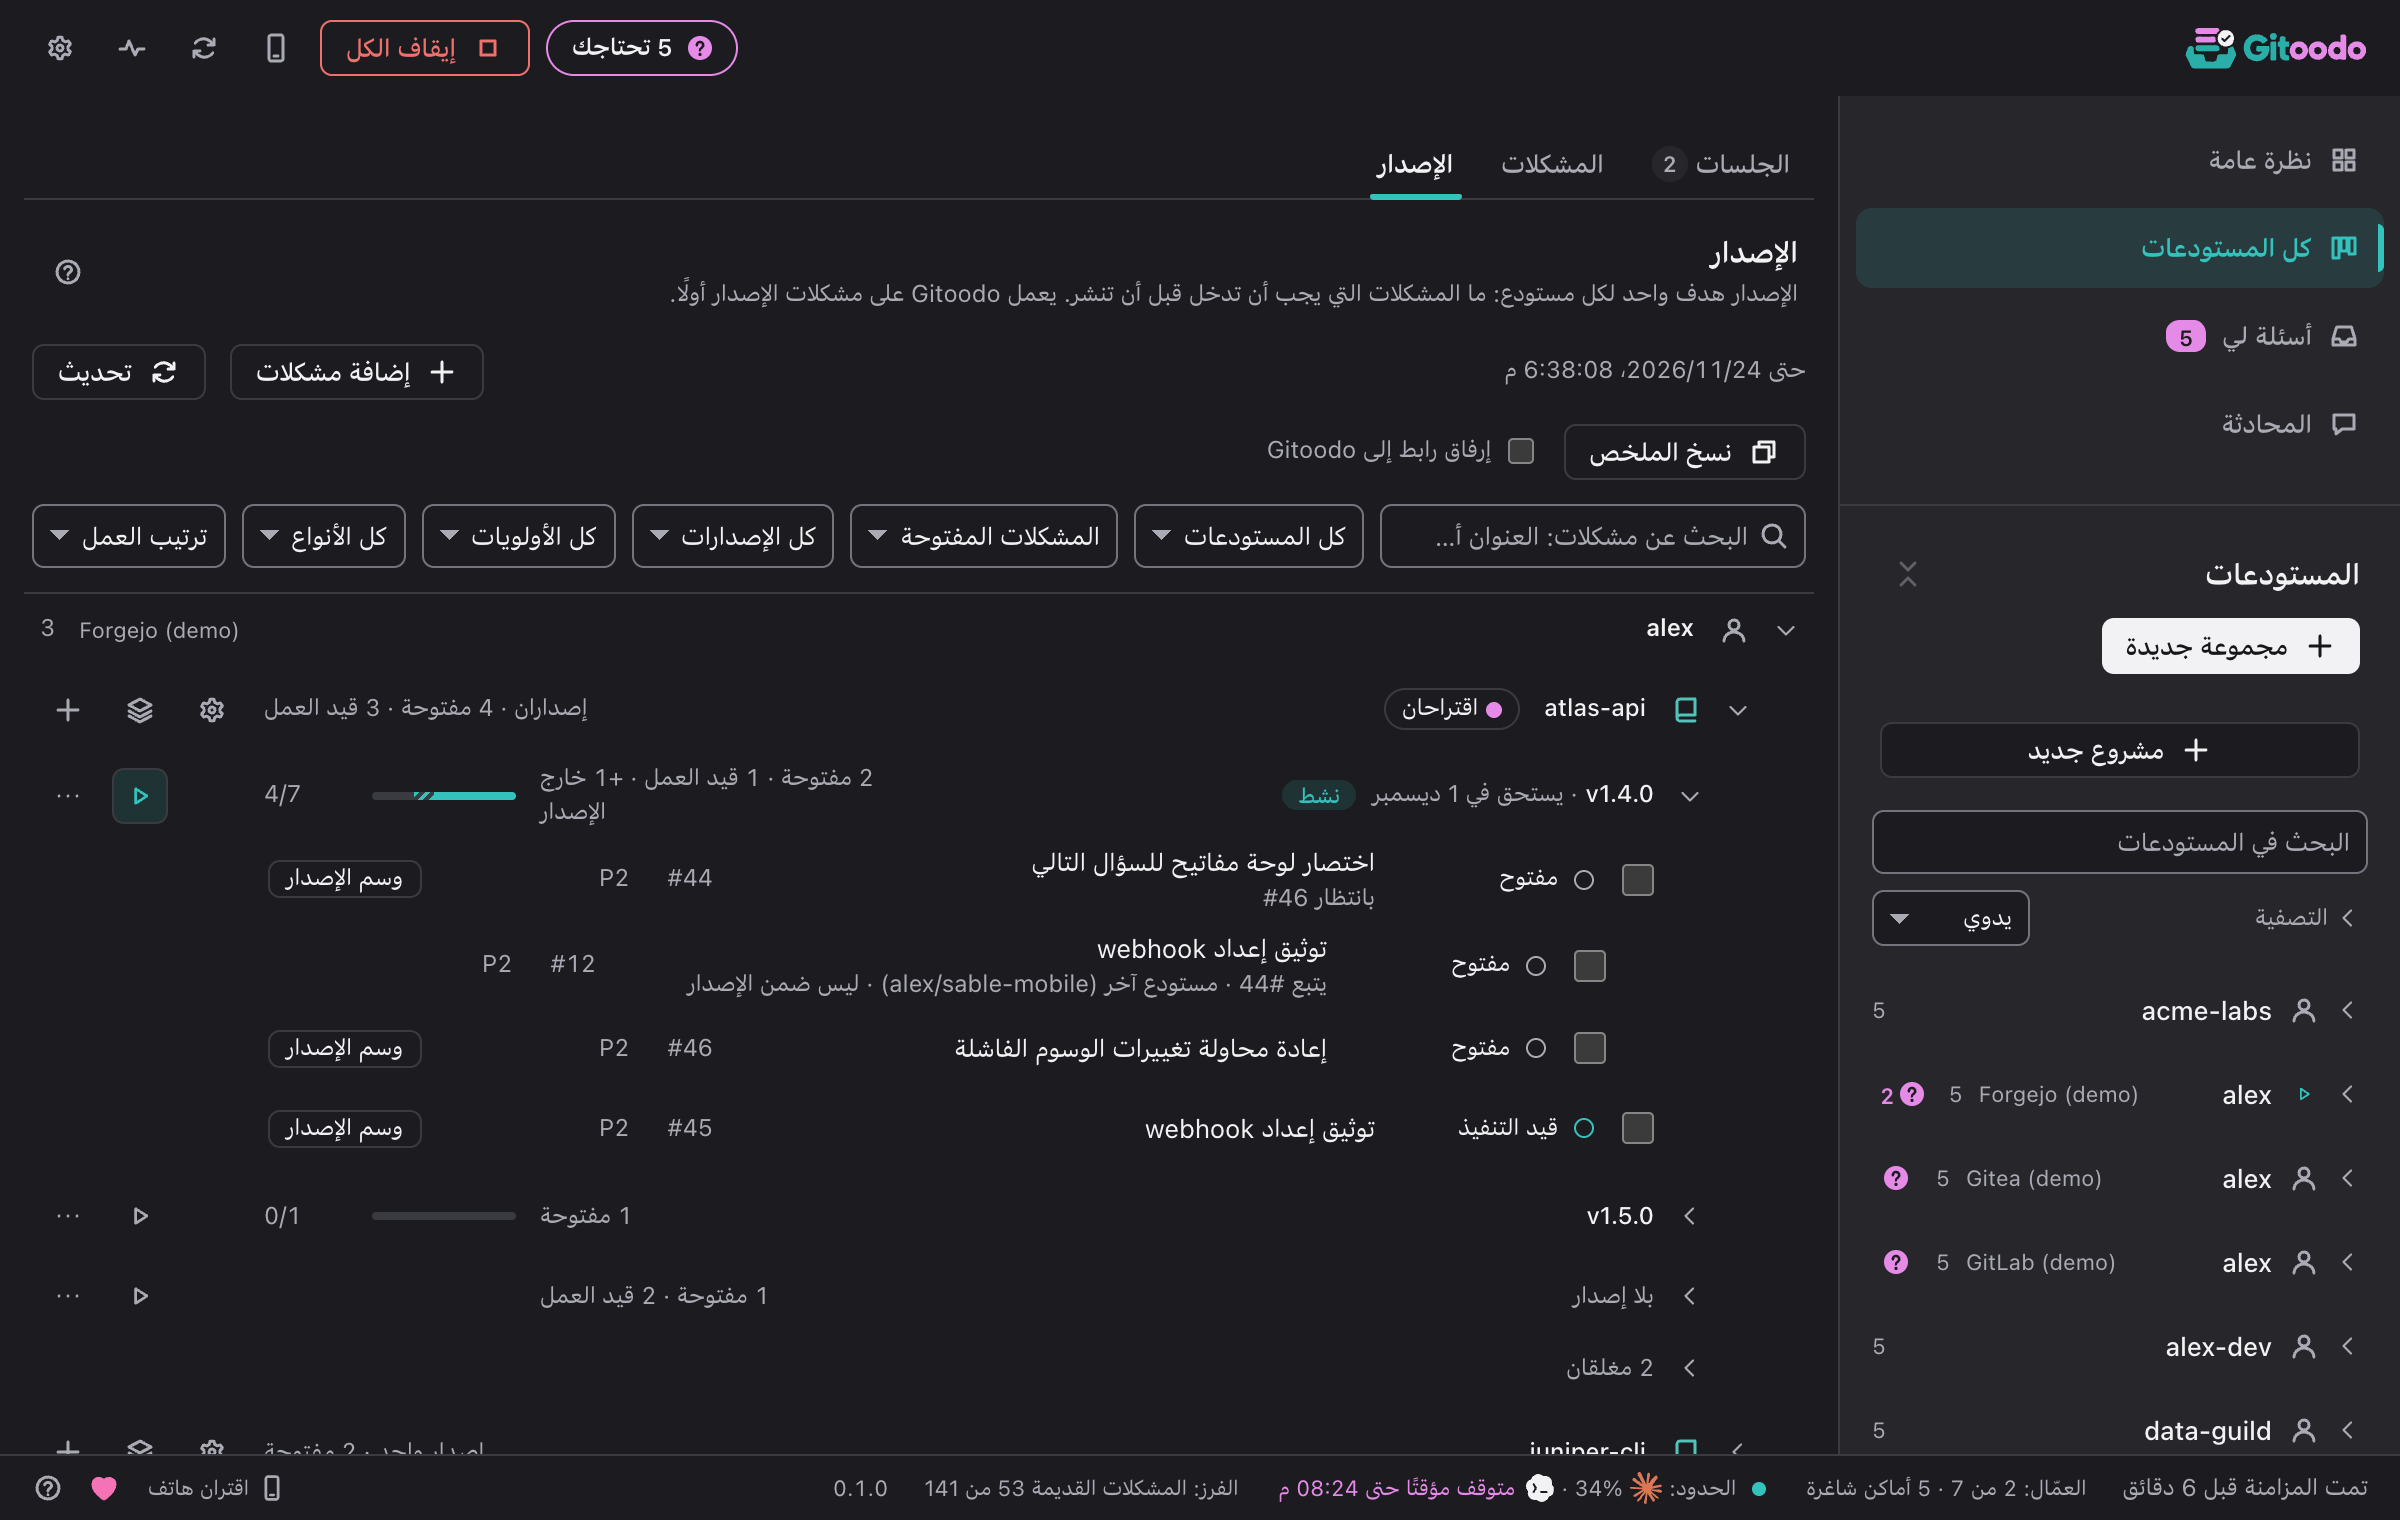 Gitoodo
5 تحتاجك
إيقاف الكل
نظرة عامة
كل المستودعات
أسئلة لي 5
المحادثة
المستودعات
مجموعة جديدة
مشروع جديد
البحث في المستودعات
التصفية
يدوي
acme-labs 5
alex Forgejo (demo) 5 2
alex Gitea (demo) 5
alex GitLab (demo) 5
alex-dev 5
data-guild 5
الجلسات 2
المشكلات
الإصدار
الإصدار
الإصدار هدف واحد لكل مستودع: ما المشكلات التي يجب أن تدخل قبل أن تنشر. يعمل Gitoodo على مشكلات الإصدار أولًا.
حتى 2026/11/24، 6:38:08 م
إضافة مشكلات
تحديث
نسخ الملخص
إرفاق رابط إلى Gitoodo
البحث عن مشكلات: العنوان أ...
كل المستودعات
المشكلات المفتوحة
كل الإصدارات
كل الأولويات
كل الأنواع
ترتيب العمل
alex Forgejo (demo) 3
atlas-api اقتراحان إصداران · 4 مفتوحة · 3 قيد العمل
v1.4.0 · يستحق في 1 ديسمبر نشط 2 مفتوحة · 1 قيد العمل · +1 خارج
الإصدار
4/7
مفتوح اختصار لوحة مفاتيح للسؤال التالي #44 P2 وسم الإصدار
بانتظار #46
مفتوح توثيق إعداد webhook #12 P2
يتبع #44 · مستودع آخر (alex/sable-mobile) · ليس ضمن الإصدار
مفتوح إعادة محاولة تغييرات الوسوم الفاشلة #46 P2 وسم الإصدار
قيد التنفيذ توثيق إعداد webhook #45 P2 وسم الإصدار
v1.5.0 1 مفتوحة 0/1
بلا إصدار 1 مفتوحة · 2 قيد العمل
2 مغلقان
juniper-cli إصدار واحد · 2 مفتوحة
تمت المزامنة قبل 6 دقائق
العمّال: 2 من 7 · 5 أماكن شاغرة
الحدود: 34% · متوقف مؤقتًا حتى 08:24 م
الفرز: المشكلات القديمة 53 من 141
0.1.0
اقتران هاتف